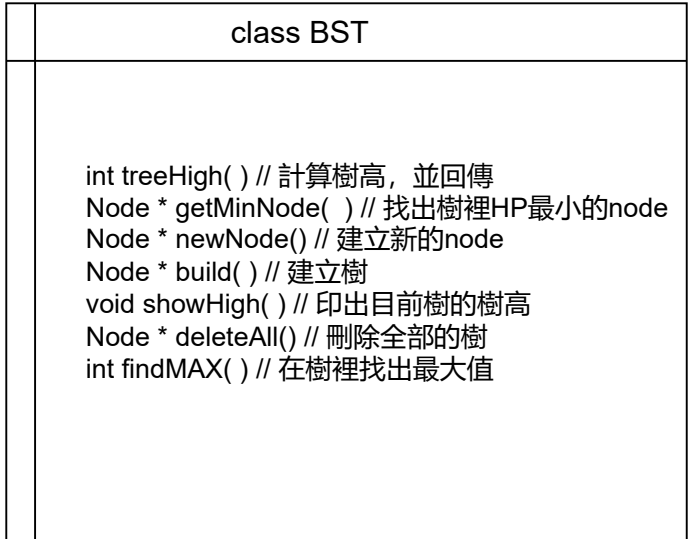 class BST
int treeHigh( ) // 計算樹高，並回傳
Node * getMinNode(  ) // 找出樹裡HP最小的node
Node * newNode() // 建立新的node
Node * build( ) // 建立樹
void showHigh( ) // 印出目前樹的樹高
Node * deleteAll() // 刪除全部的樹
int findMAX( ) // 在樹裡找出最大值